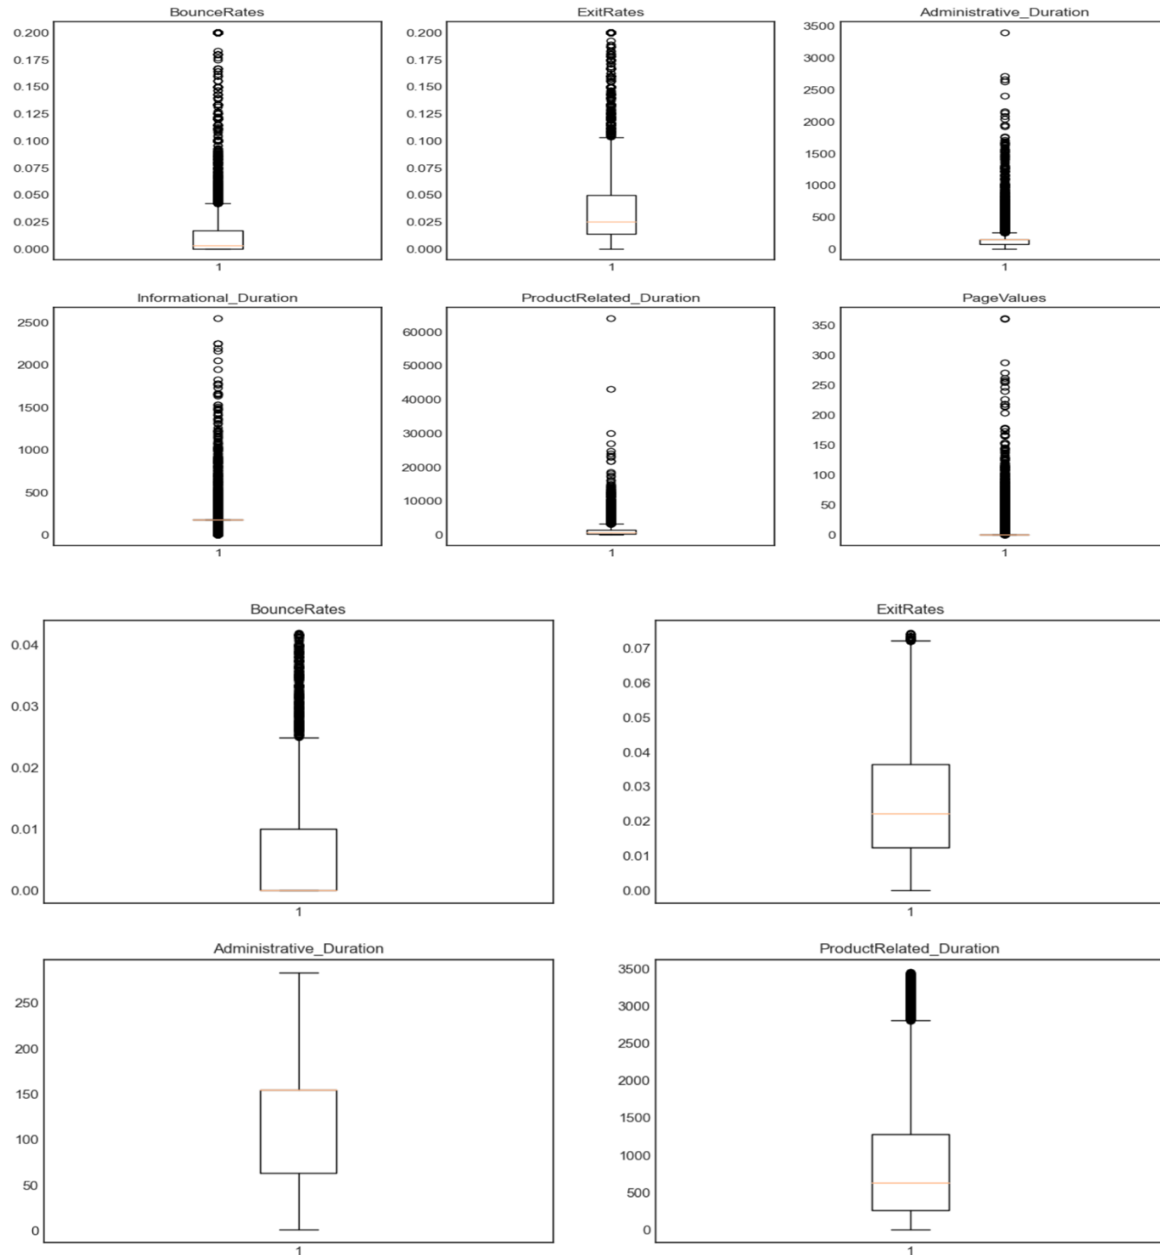 BounceRates ExitRates Administrative_Duration
0.200 0.200 3500
0.175 0.175 3000
0.150 0.150 2500
0.125 0.125 2000
0.100 0.100 1500
0.075 0.075 1000
0.050 0.050 500
0.025 0.025 0
0.000 0.000
1 1 1
Informational_Duration ProductRelated_Duration PageValues
2500 60000 350
2000 50000 300
1500 40000 250
1000 30000 200
500 20000 150
0 10000 100
0 50
0
1 1 1
BounceRates ExitRates
0.04 0.07
0.03 0.06
0.02 0.05
0.01 0.04
0.00 0.03
0.02
0.01
0.00
1 1
Administrative_Duration ProductRelated_Duration
250 3500
200 3000
150 2500
100 2000
50 1500
0 1000
500
0
1 1